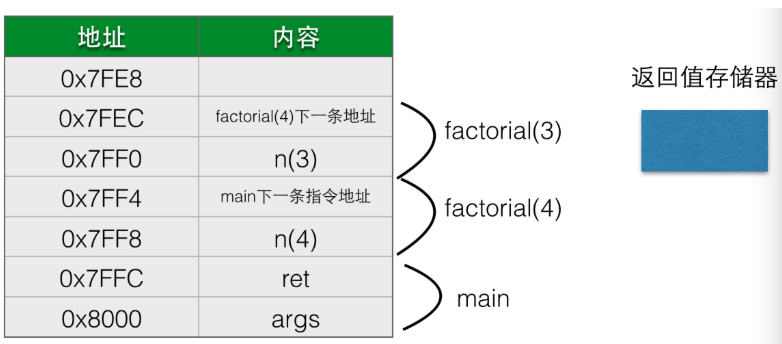 地址 内容
返回值存储器
0x7FE8
0x7FEC factorial(4)下一条地址
factorial(3)
0x7FF0 n(3)
0x7FF4 main下一条指令地址
factorial(4)
0x7FF8 n(4)
0x7FFC ret
main
0x8000 args